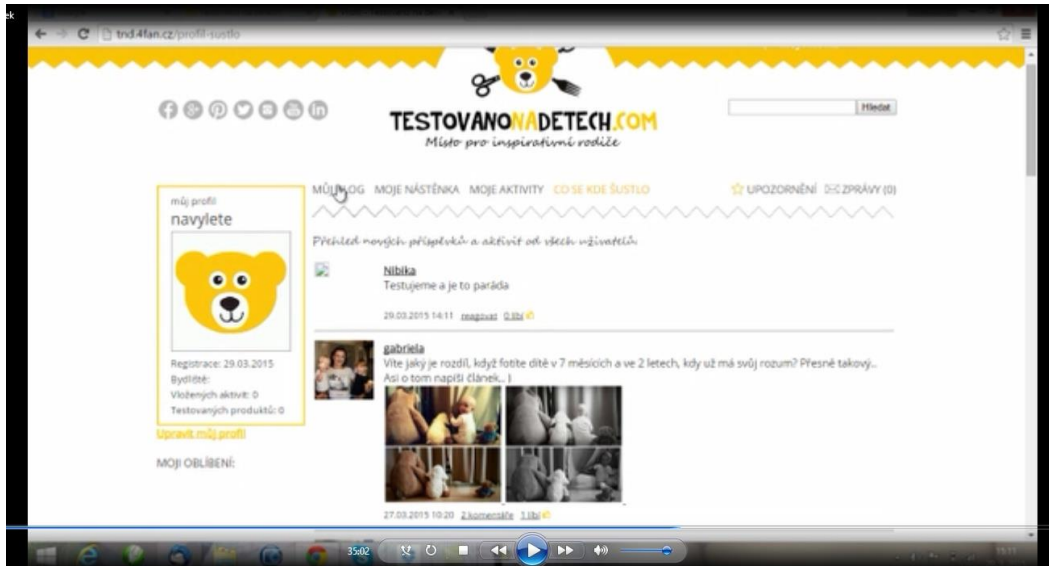 ek
tnd.4fan.cz/profil-sustlo
TESTOVANONADETECH.COM
Místo pro inspirativní rodiče
Hledat
MŮJ BLOG MOJE NÁSTĚNKA MOJE AKTIVITY CO SE KDE ŠUSTLO
UPOZORNĚNÍ ZPRÁVY (0)
můj profil
navylete
Registrace: 29.03.2015
Bydliště:
Vložených aktivit: 0
Testovaných produktů: 0
Upravit můj profil
MOJI OBLÍBENÍ:
Přehled nových příspěvků a aktivit od všech uživatelů.
Nibika
Testujeme a je to paráda
29.03.2015 14:11 reagovat 0 líbí
gabriela
Víte jaký je rozdíl, když fotíte dítě v 7 měsících a ve 2 letech, kdy už má svůj rozum? Přesně takový..
Asi o tom napíši článek.. )
27.03.2015 10:20 2 komentáře 1 líbí
35:02
15:11